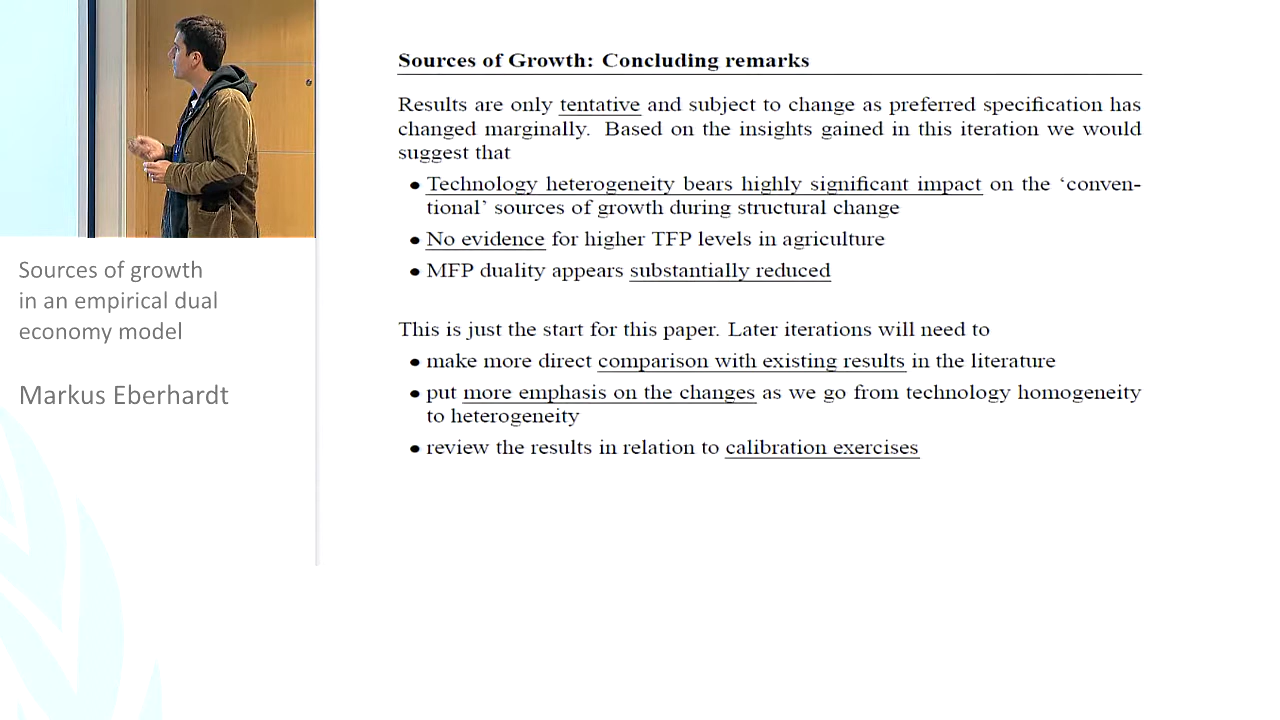 Sources of Growth: Concluding remarks
Results are only tentative and subject to change as preferred specification has
changed marginally. Based on the insights gained in this iteration we would
suggest that
• Technology heterogeneity bears highly significant impact on the ‘conven-
tional’ sources of growth during structural change
• No evidence for higher TFP levels in agriculture
• MFP duality appears substantially reduced
This is just the start for this paper. Later iterations will need to
• make more direct comparison with existing results in the literature
• put more emphasis on the changes as we go from technology homogeneity
to heterogeneity
• review the results in relation to calibration exercises
Sources of growth
in an empirical dual
economy model
Markus Eberhardt